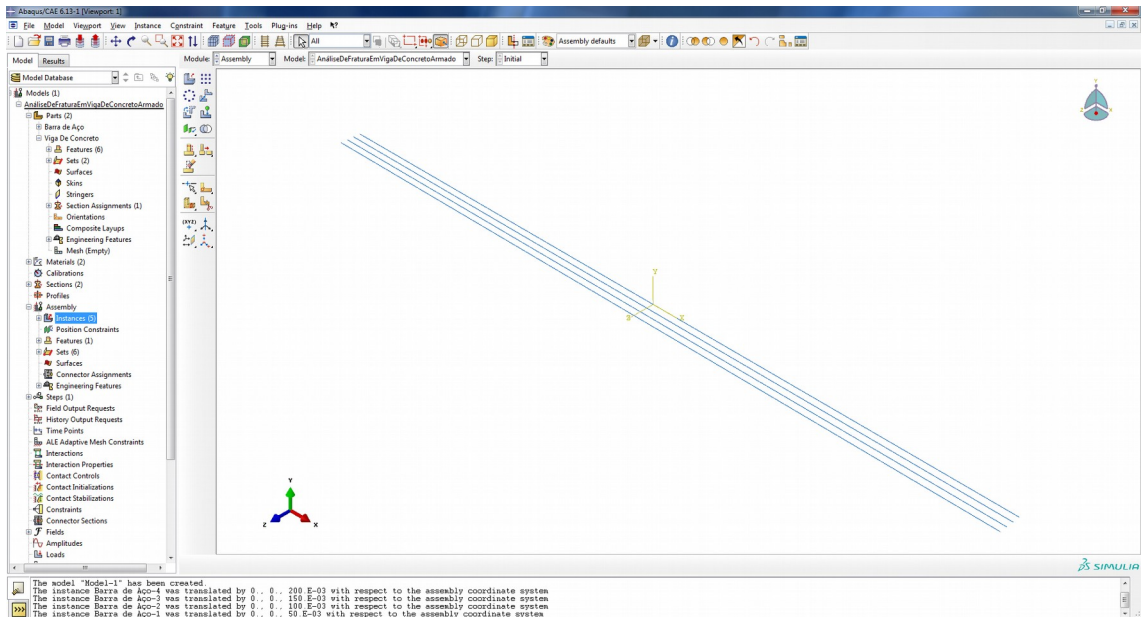 Abaqus/CAE 6.13-1 [Viewport: 1]
File Model Viewport View Instance Constraint Feature Tools Plug-ins Help
All Assembly defaults
Model Results Module: Assembly Model: AnáliseDeFraturaEmVigaDeConcretoArmado Step: Initial
Model Database
Models (1)
AnáliseDeFraturaEmVigaDeConcretoArmado
Parts (2)
Barra de Aço
Viga De Concreto
Features (6)
Sets (2)
Surfaces
Skins
Stringers
Section Assignments (1)
Orientations
Composite Layups
Engineering Features
Mesh (Empty)
Materials (2)
Calibrations
Sections (2)
Profiles
Assembly
Instances (5)
Position Constraints
Features (1)
Sets (6)
Surfaces
Connector Assignments
Engineering Features
Steps (1)
Field Output Requests
History Output Requests
Time Points
ALE Adaptive Mesh Constraints
Interactions
Interaction Properties
Contact Controls
Contact Initializations
Contact Stabilizations
Constraints
Connector Sections
Fields
Amplitudes
Loads
(XYZ)
Y
X
Y
Z
X
SIMULIA
The model "Model-1" has been created.
The instance Barra de Aço-4 was translated by 0., 0., 200.E-03 with respect to the assembly coordinate system
The instance Barra de Aço-3 was translated by 0., 0., 150.E-03 with respect to the assembly coordinate system
The instance Barra de Aço-2 was translated by 0., 0., 100.E-03 with respect to the assembly coordinate system
The instance Barra de Aço-1 was translated by 0., 0., 50.E-03 with respect to the assembly coordinate system